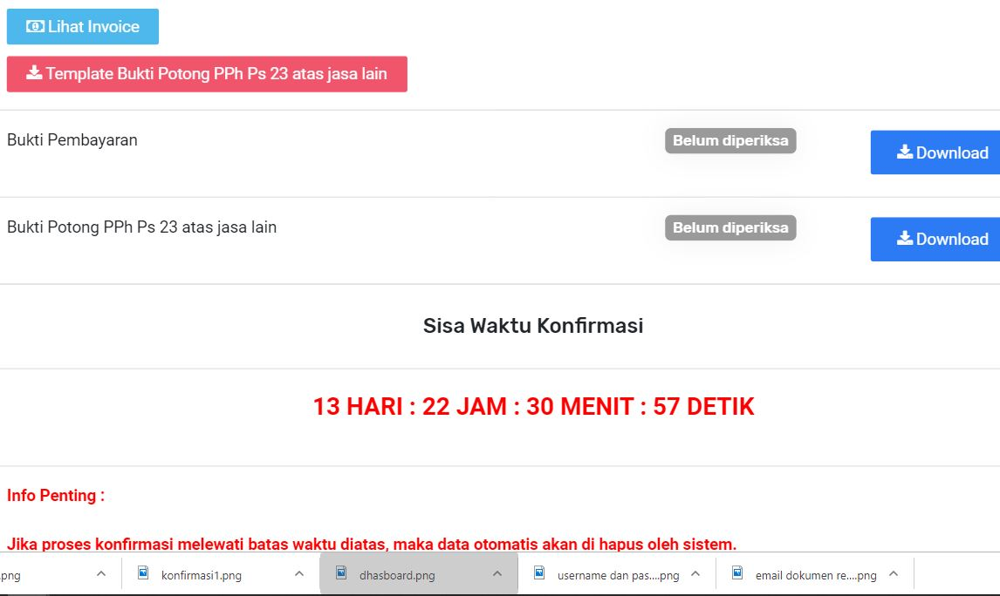 Lihat Invoice
Template Bukti Potong PPh Ps 23 atas jasa lain
Bukti Pembayaran
Belum diperiksa
Download
Bukti Potong PPh Ps 23 atas jasa lain
Belum diperiksa
Download
Sisa Waktu Konfirmasi
13 HARI : 22 JAM : 30 MENIT : 57 DETIK
Info Penting :
Jika proses konfirmasi melewati batas waktu diatas, maka data otomatis akan di hapus oleh sistem.
.png
konfirmasi1.png
dhasboard.png
username dan pas....png
email dokumen re....png